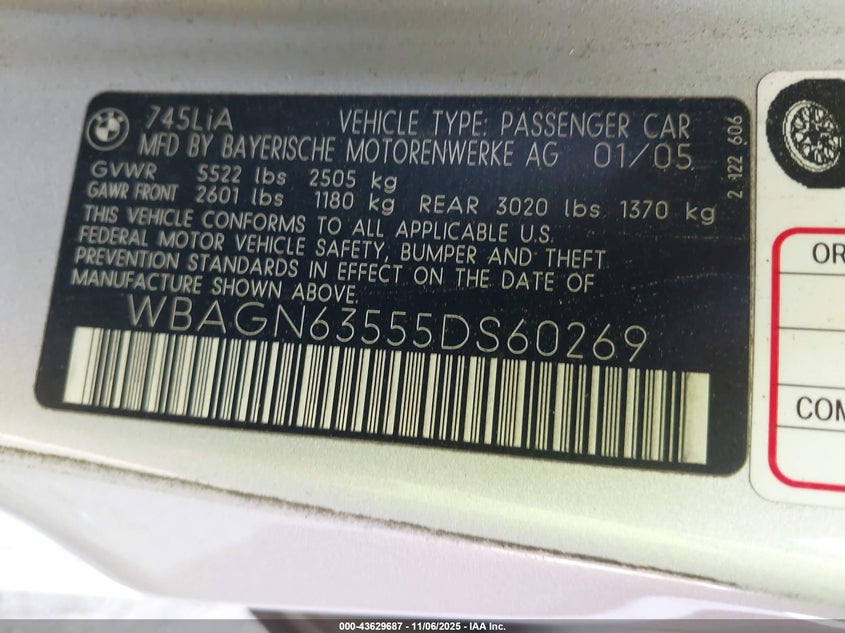 745LiA VEHICLE TYPE: PASSENGER CAR
MFD BY BAYERISCHE MOTORENWERKE AG 01/05
GVWR 5522 lbs 2505 kg
GAWR FRONT 2601 lbs 1180 kg REAR 3020 lbs 1370 kg
THIS VEHICLE CONFORMS TO ALL APPLICABLE U.S.
FEDERAL MOTOR VEHICLE SAFETY, BUMPER AND THEFT
PREVENTION STANDARDS IN EFFECT ON THE DATE OF
MANUFACTURE SHOWN ABOVE.
WBAGN63555DS60269
2 122 606
OR
COM
000-43629687 - 11/06/2025 - IAA Inc.